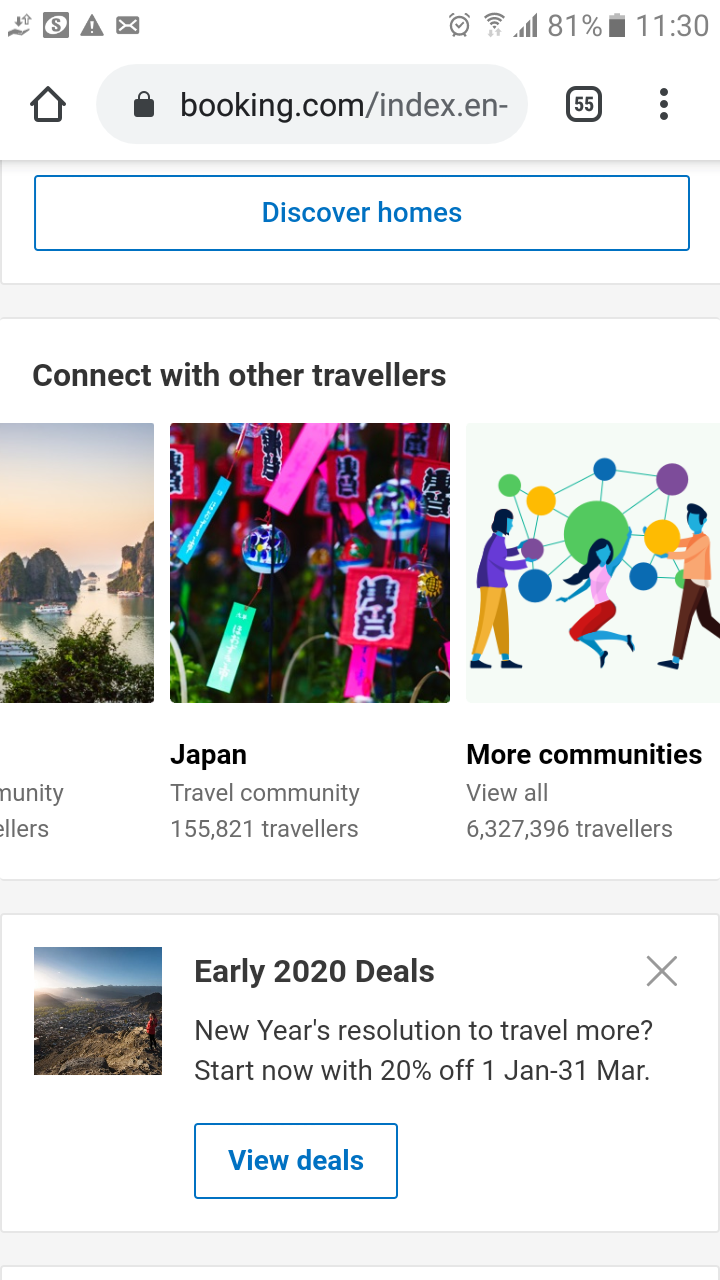 81% 11:30
booking.com/index.en-
55
Discover homes
Connect with other travellers
Japan
More communities
munity
Travel community
View all
ellers
155,821 travellers
6,327,396 travellers
Early 2020 Deals
New Year's resolution to travel more?
Start now with 20% off 1 Jan-31 Mar.
View deals